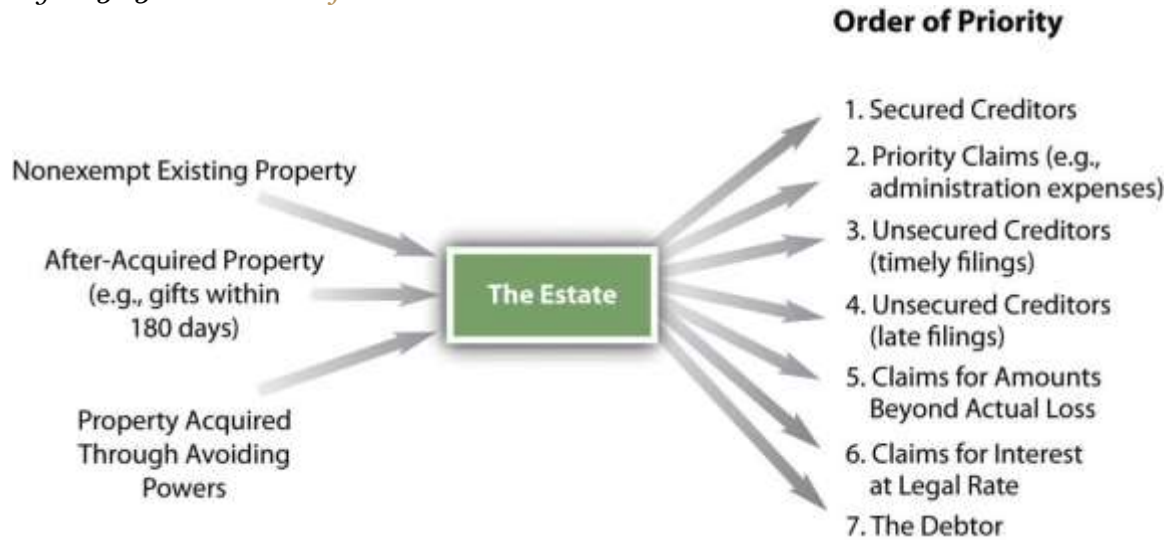 Order of Priority
Nonexempt Existing Property
After-Acquired Property
(e.g., gifts within
180 days)
Property Acquired
Through Avoiding
Powers
The Estate
1. Secured Creditors
2. Priority Claims (e.g.,
administration expenses)
3. Unsecured Creditors
(timely filings)
4. Unsecured Creditors
(late filings)
5. Claims for Amounts
Beyond Actual Loss
6. Claims for Interest
at Legal Rate
7. The Debtor